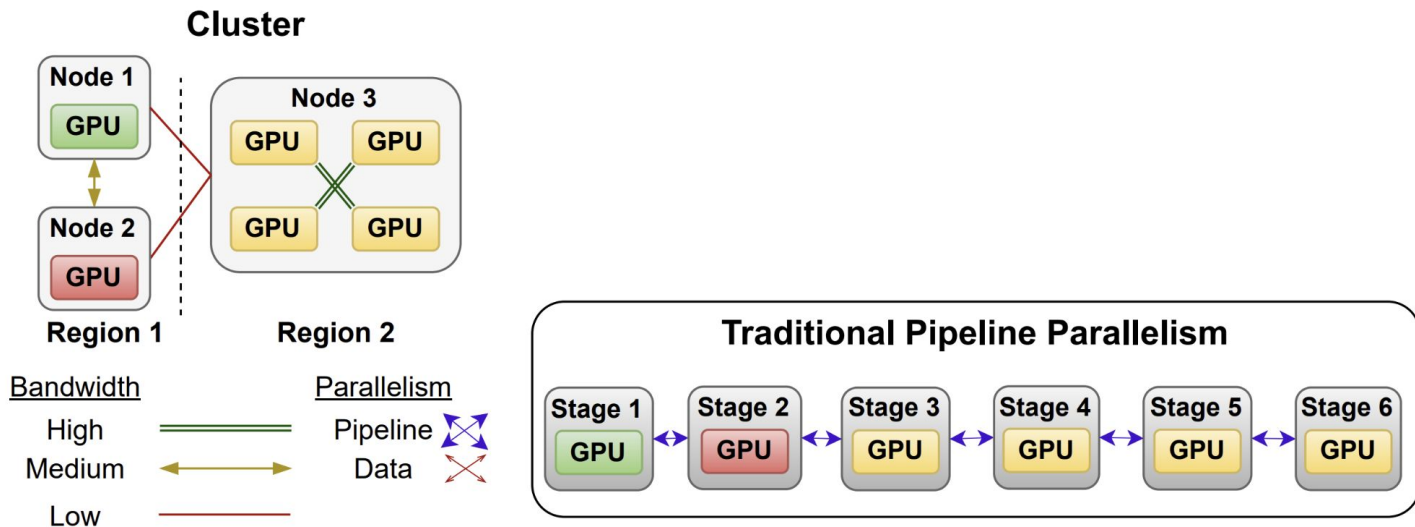 Cluster
Node 1
GPU
Node 2
GPU
Region 1
Node 3
GPU GPU
GPU GPU
Region 2
Bandwidth
High
Medium
Low
Parallelism
Pipeline
Data
Traditional Pipeline Parallelism
Stage 1 Stage 2 Stage 3 Stage 4 Stage 5 Stage 6
GPU GPU GPU GPU GPU GPU